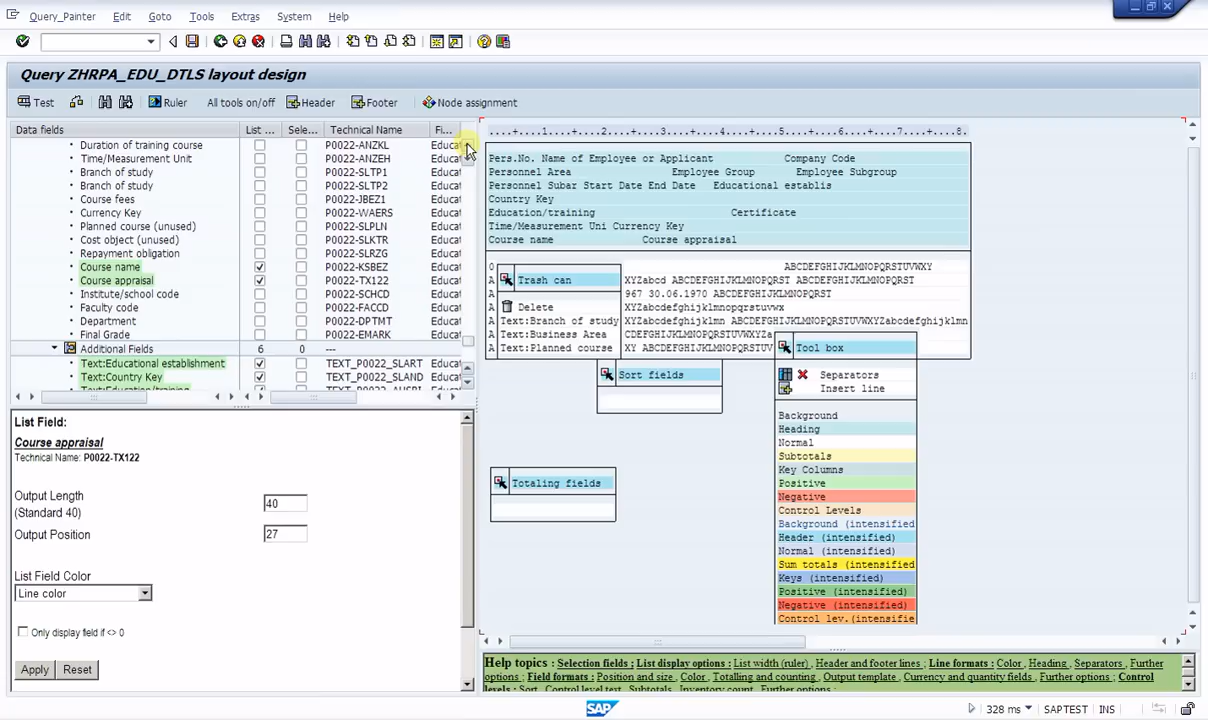 Query_Painter Edit Goto Tools Extras System Help
Query ZHRPA_EDU_DTLS layout design
Test Ruler All tools on/off Header Footer Node assignment
Data fields List ... Sele... Technical Name Fi...
Duration of training course P0022-ANZKL Educat
Time/Measurement Unit P0022-ANZEH Educat
Branch of study P0022-SLTP1 Educat
Branch of study P0022-SLTP2 Educat
Course fees P0022-JBEZ1 Educat
Currency Key P0022-WAERS Educat
Planned course (unused) P0022-SLPLN Educat
Cost object (unused) P0022-SLKTR Educat
Repayment obligation P0022-SLRZG Educat
Course name P0022-KSBEZ Educat
Course appraisal P0022-TX122 Educat
Institute/school code P0022-SCHCD Educat
Faculty code P0022-FACCD Educat
Department P0022-DPTMT Educat
Final Grade P0022-EMARK Educat
Additional Fields 6 0 ---
Text:Educational establishment TEXT_P0022_SLART Educat
Text:Country Key TEXT_P0022_SLAND Educat
List Field:
Course appraisal
Technical Name: P0022-TX122
Output Length
(Standard 40) 40
Output Position 27
List Field Color
Line color
Only display field if <> 0
Apply Reset
....+....1....+....2....+....3....+....4....+....5....+....6....+....7....+....8.
Pers.No. Name of Employee or Applicant Company Code
Personnel Area Employee Group Employee Subgroup
Personnel Subar Start Date End Date Educational establis
Country Key
Education/training Certificate
Time/Measurement Uni Currency Key
Course name Course appraisal
0 ABCDEFGHIJKLMNOPQRSTUVWXY
A Trash can XYZabcd ABCDEFGHIJKLMNOPQRST ABCDEFGHIJKLMNOPQRST
A 967 30.06.1970 ABCDEFGHIJKLMNOPQRST
A Delete XYZabcdefghijklmnopqrstuvwx
A Text:Branch of study XYZabcdefghijklmn ABCDEFGHIJKLMNOPQRSTUVWXYZabcdefghijklmn
A Text:Business Area CDEFGHIJKLMNOPQRSTUVWXYZ
A Text:Planned course XY ABCDEFGHIJKLMNOPQRSTUV
Tool box
Separators
Insert line
Background
Heading
Normal
Subtotals
Key Columns
Positive
Negative
Control Levels
Background (intensified
Header (intensified)
Normal (intensified)
Sum totals (intensified
Keys (intensified)
Positive (intensified)
Negative (intensified)
Control lev.(intensifie
Sort fields
Totaling fields
Help topics : Selection fields ; List display options : List width (ruler) , Header and footer lines ; Line formats : Color , Heading , Separators , Further
options ; Field formats : Position and size , Color , Totalling and counting , Output template , Currency and quantity fields , Further options ; Control
levels : Sort , Control level text , Subtotals , Inventory count , Further options ;
SAP
328 ms SAPTEST INS